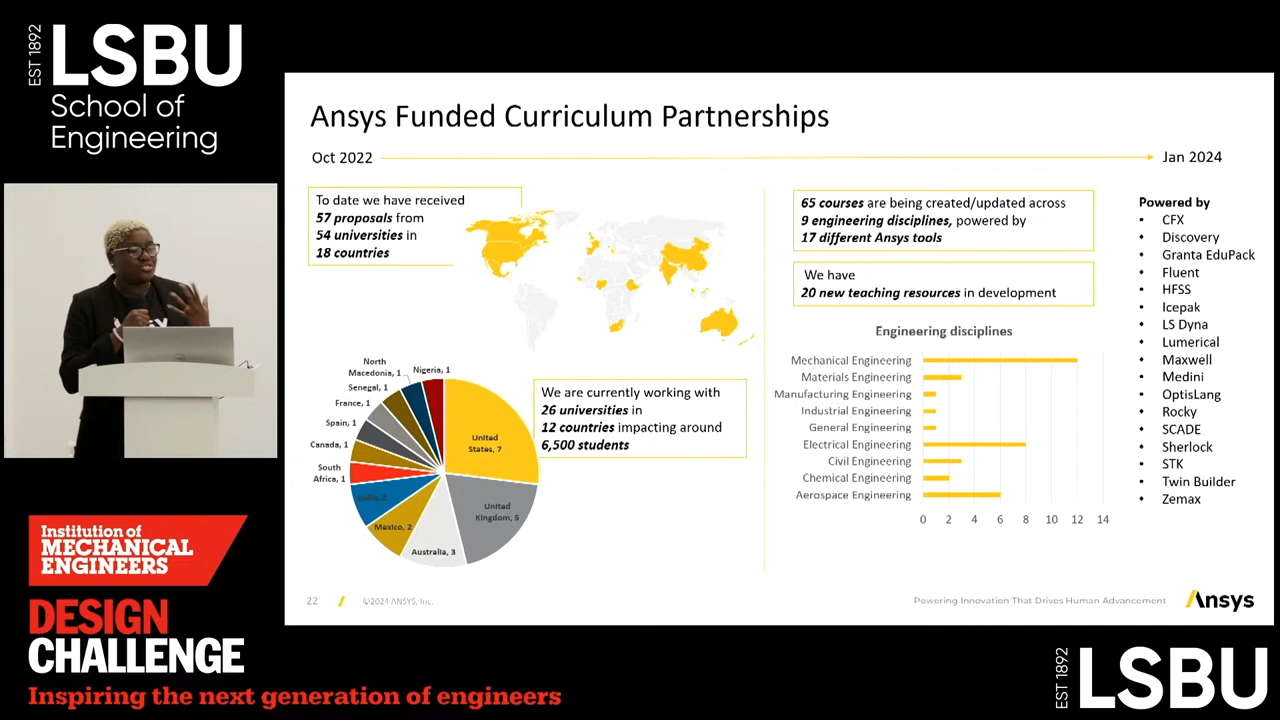 EST 1892
LSBU
School of
Engineering
Ansys Funded Curriculum Partnerships
Oct 2022
Jan 2024
To date we have received
57 proposals from
54 universities in
18 countries
65 courses are being created/updated across
9 engineering disciplines, powered by
17 different Ansys tools
We have
20 new teaching resources in development
Powered by
• CFX
• Discovery
• Granta EduPack
• Fluent
• HFSS
• Icepak
• LS Dyna
• Lumerical
• Maxwell
• Medini
• OptisLang
• Rocky
• SCADE
• Sherlock
• STK
• Twin Builder
• Zemax
North
Macedonia, 1
Nigeria, 1
Senegal, 1
France, 1
Spain, 1
Canada, 1
South
Africa, 1
India, 2
Mexico, 2
Australia, 3
United
Kingdom, 5
United
States, 7
We are currently working with
26 universities in
12 countries impacting around
6,500 students
Engineering disciplines
Mechanical Engineering
Materials Engineering
Manufacturing Engineering
Industrial Engineering
General Engineering
Electrical Engineering
Civil Engineering
Chemical Engineering
Aerospace Engineering
0 2 4 6 8 10 12 14
22
©2024 ANSYS, Inc.
Powering Innovation That Drives Human Advancement
Ansys
Institution of
MECHANICAL
ENGINEERS
DESIGN
CHALLENGE
Inspiring the next generation of engineers
EST 1892
LSBU